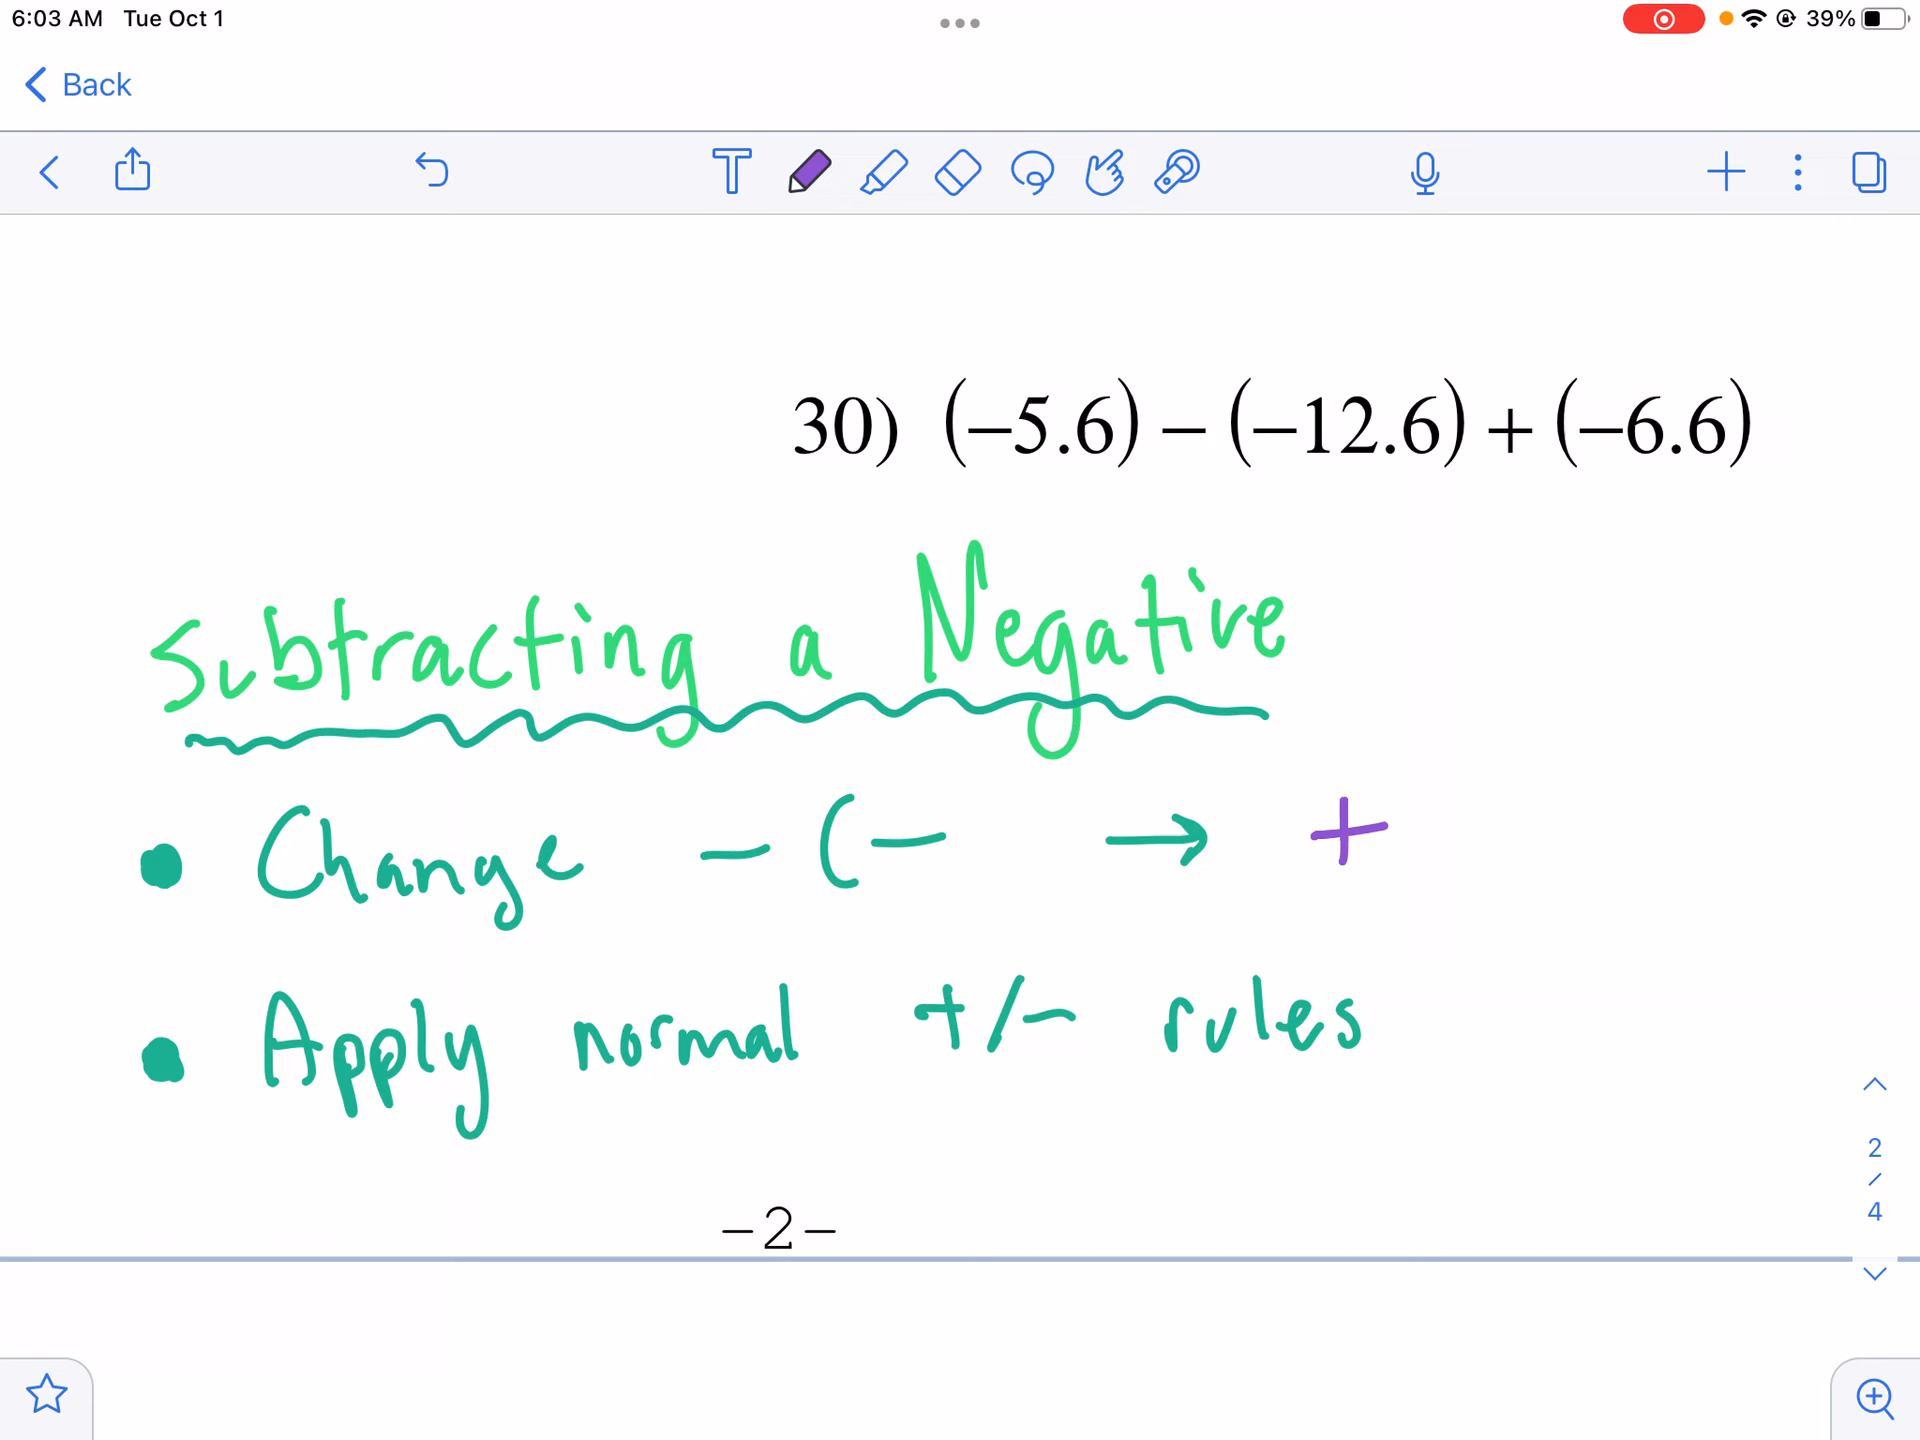 6:03 AM Tue Oct 1
39%
Back
30) (−5.6) − (−12.6) + (−6.6)
Subtracting a Negative
• Change − (− → +
• Apply normal +/− rules
2
/
4
−2−